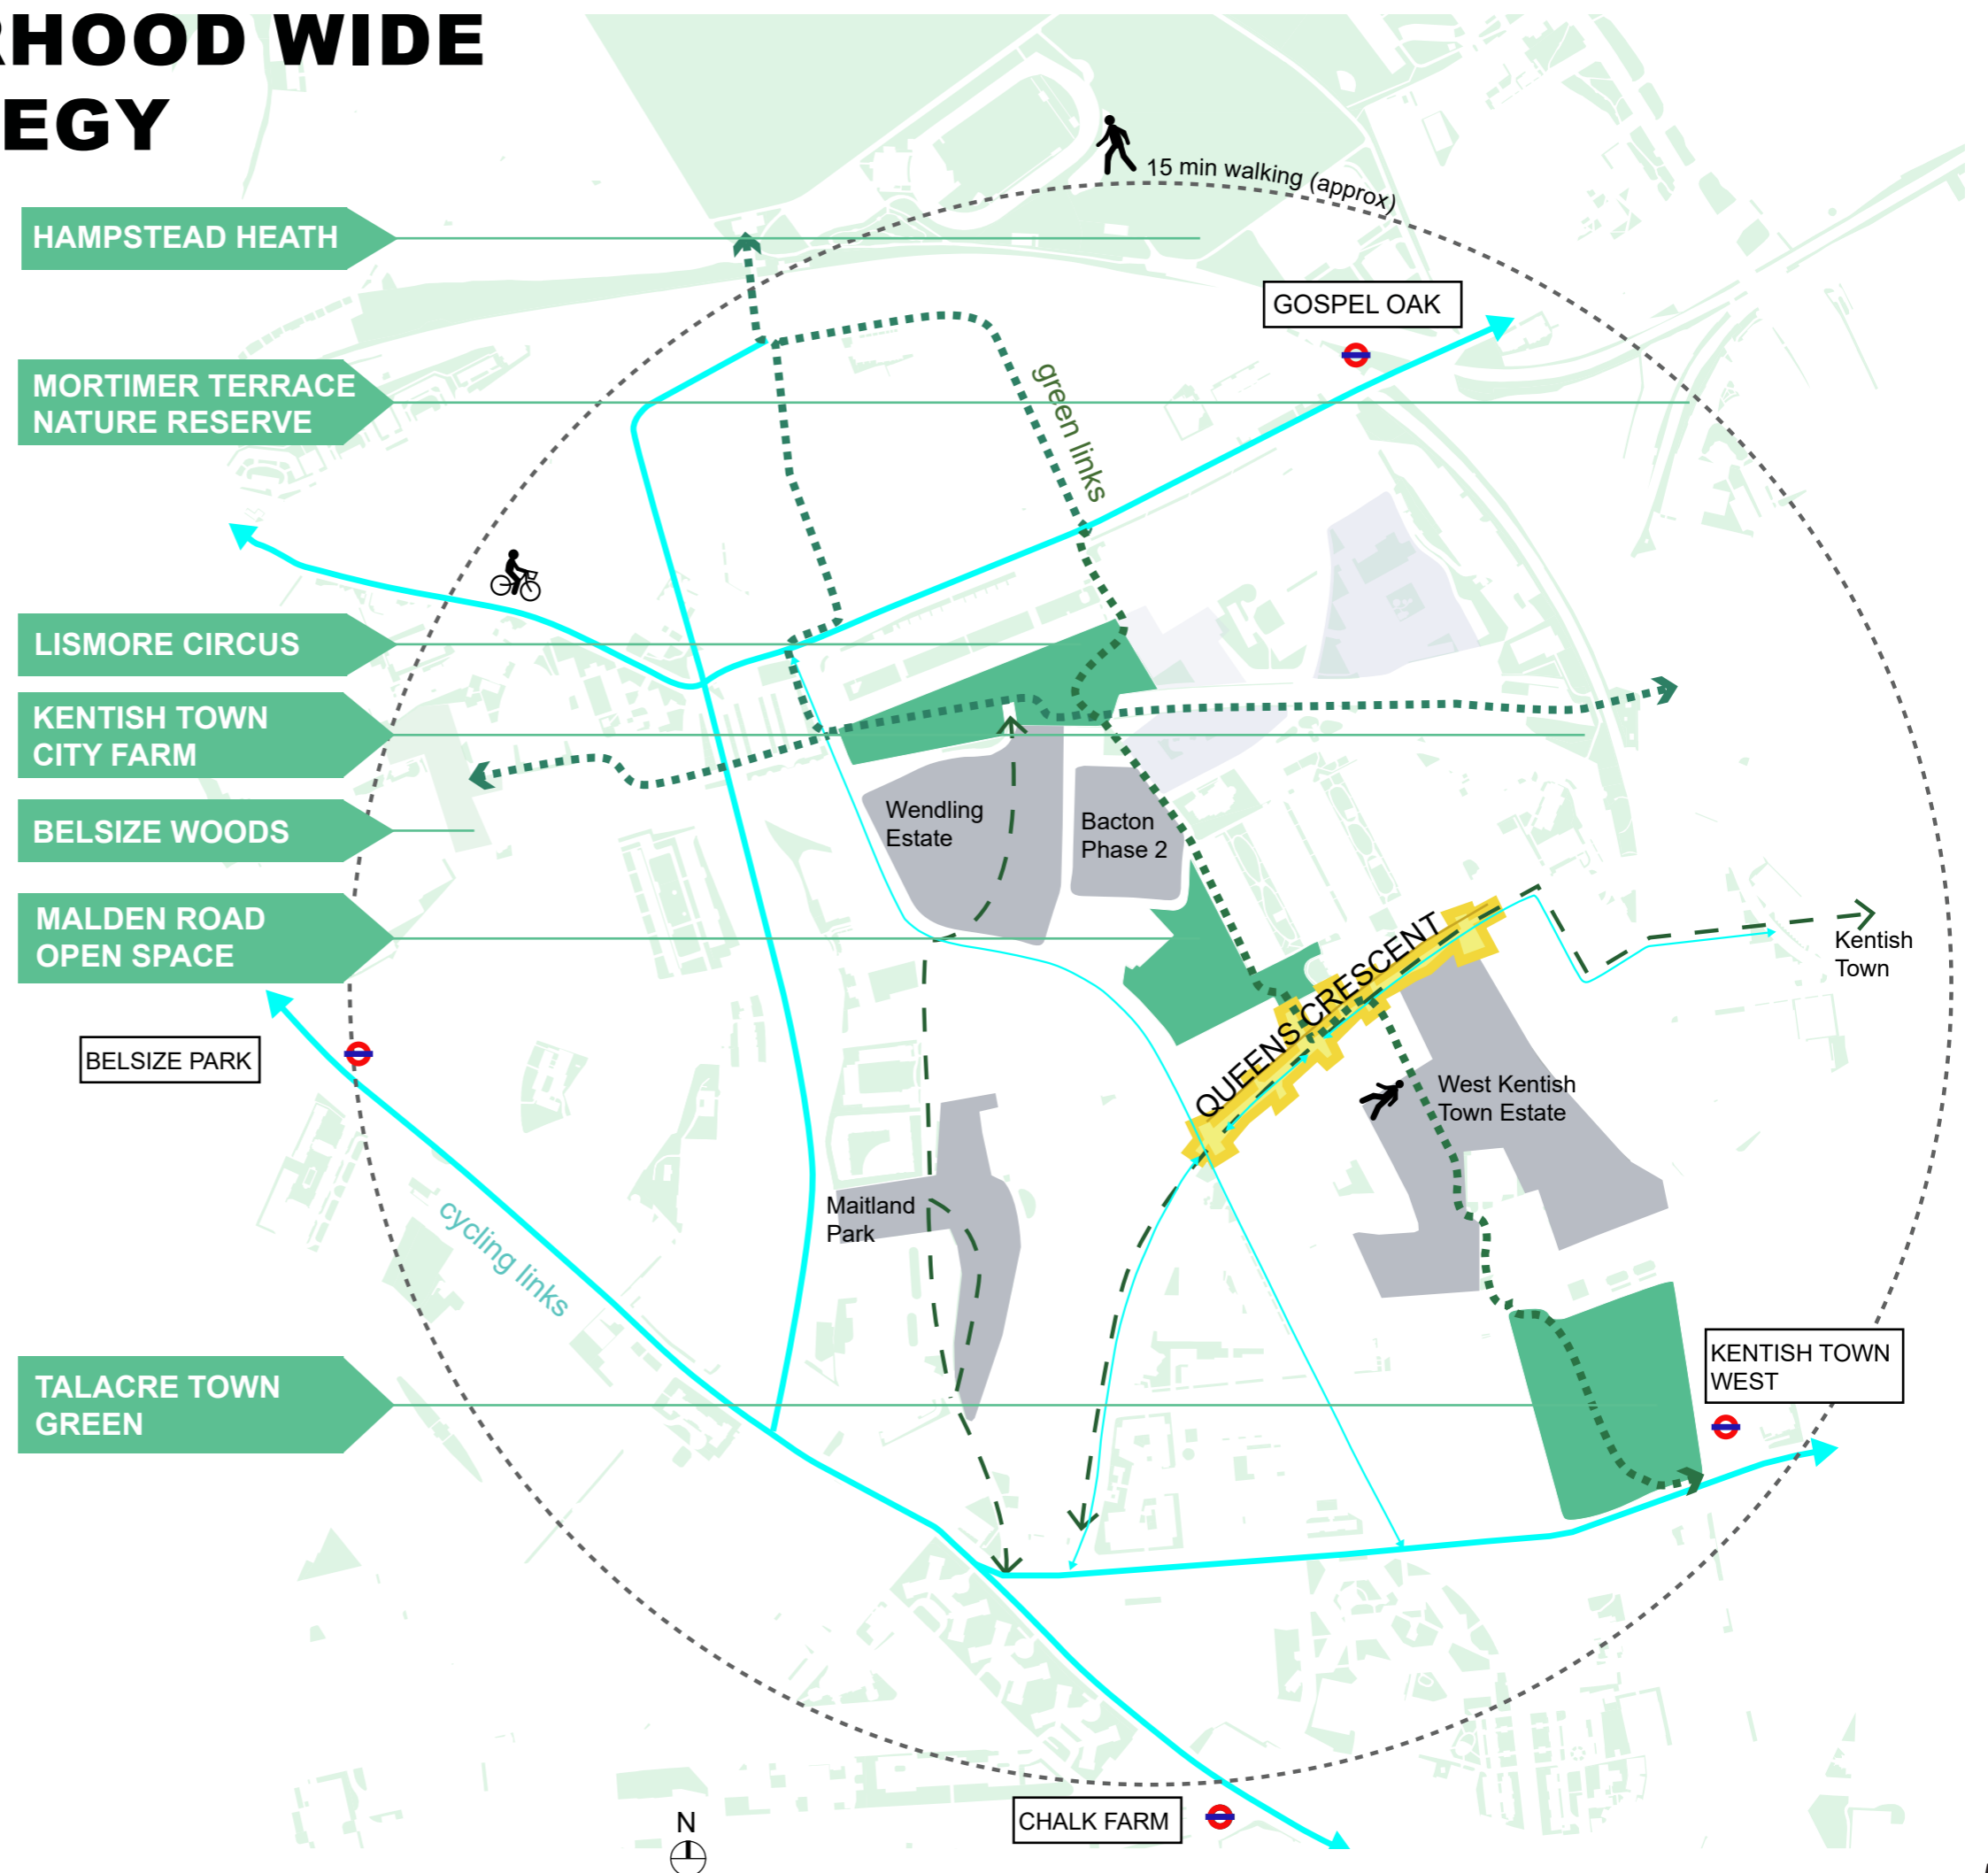 RHOOD WIDE
EGY
15 min walking (approx)
HAMPSTEAD HEATH
GOSPEL OAK
MORTIMER TERRACE
NATURE RESERVE
green links
LISMORE CIRCUS
KENTISH TOWN
CITY FARM
BELSIZE WOODS
Wendling
Estate
Bacton
Phase 2
MALDEN ROAD
OPEN SPACE
QUEENS CRESCENT
Kentish
Town
BELSIZE PARK
West Kentish
Town Estate
Maitland
Park
cycling links
TALACRE TOWN
GREEN
KENTISH TOWN
WEST
CHALK FARM
N